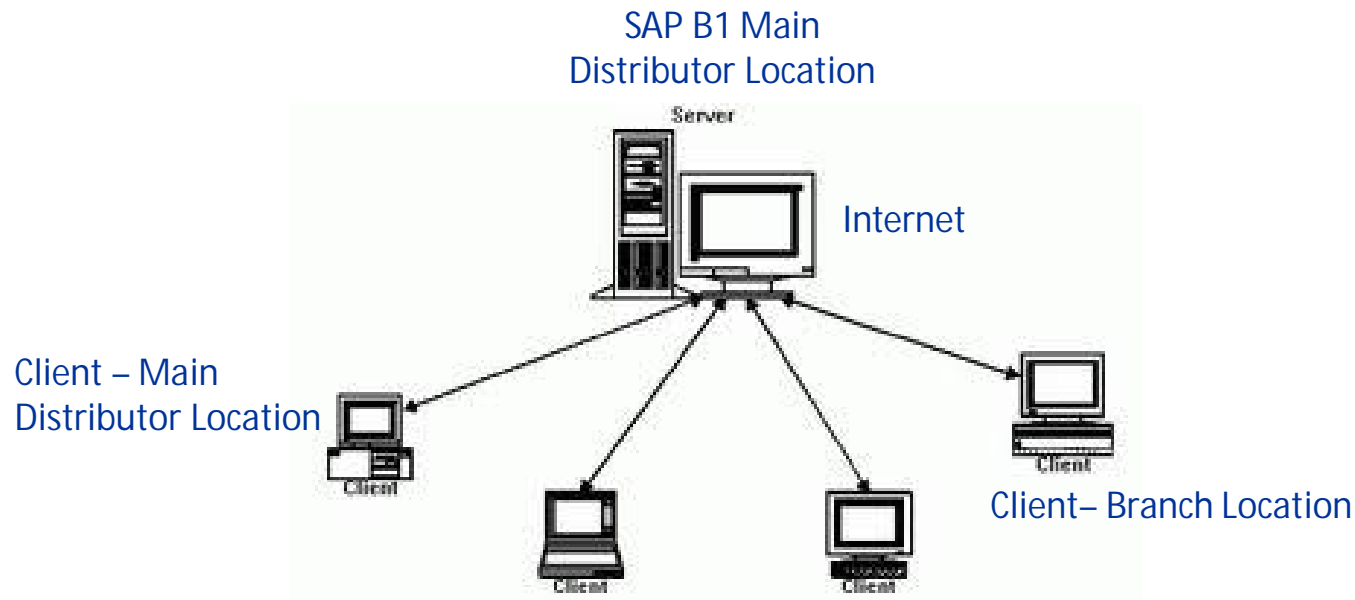 SAP B1 Main
Distributor Location
Server
Internet
Client – Main
Distributor Location
Client
Client
Client
Client
Client– Branch Location